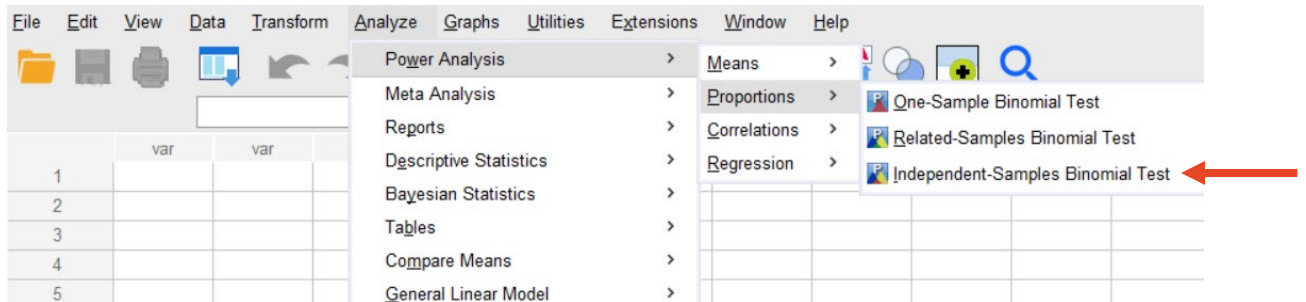 File Edit View Data Transform Analyze Graphs Utilities Extensions Window Help
Power Analysis
Meta Analysis
Reports
Descriptive Statistics
Bayesian Statistics
Tables
Compare Means
General Linear Model
Means
Proportions
Correlations
Regression
One-Sample Binomial Test
Related-Samples Binomial Test
Independent-Samples Binomial Test
var var
1
2
3
4
5